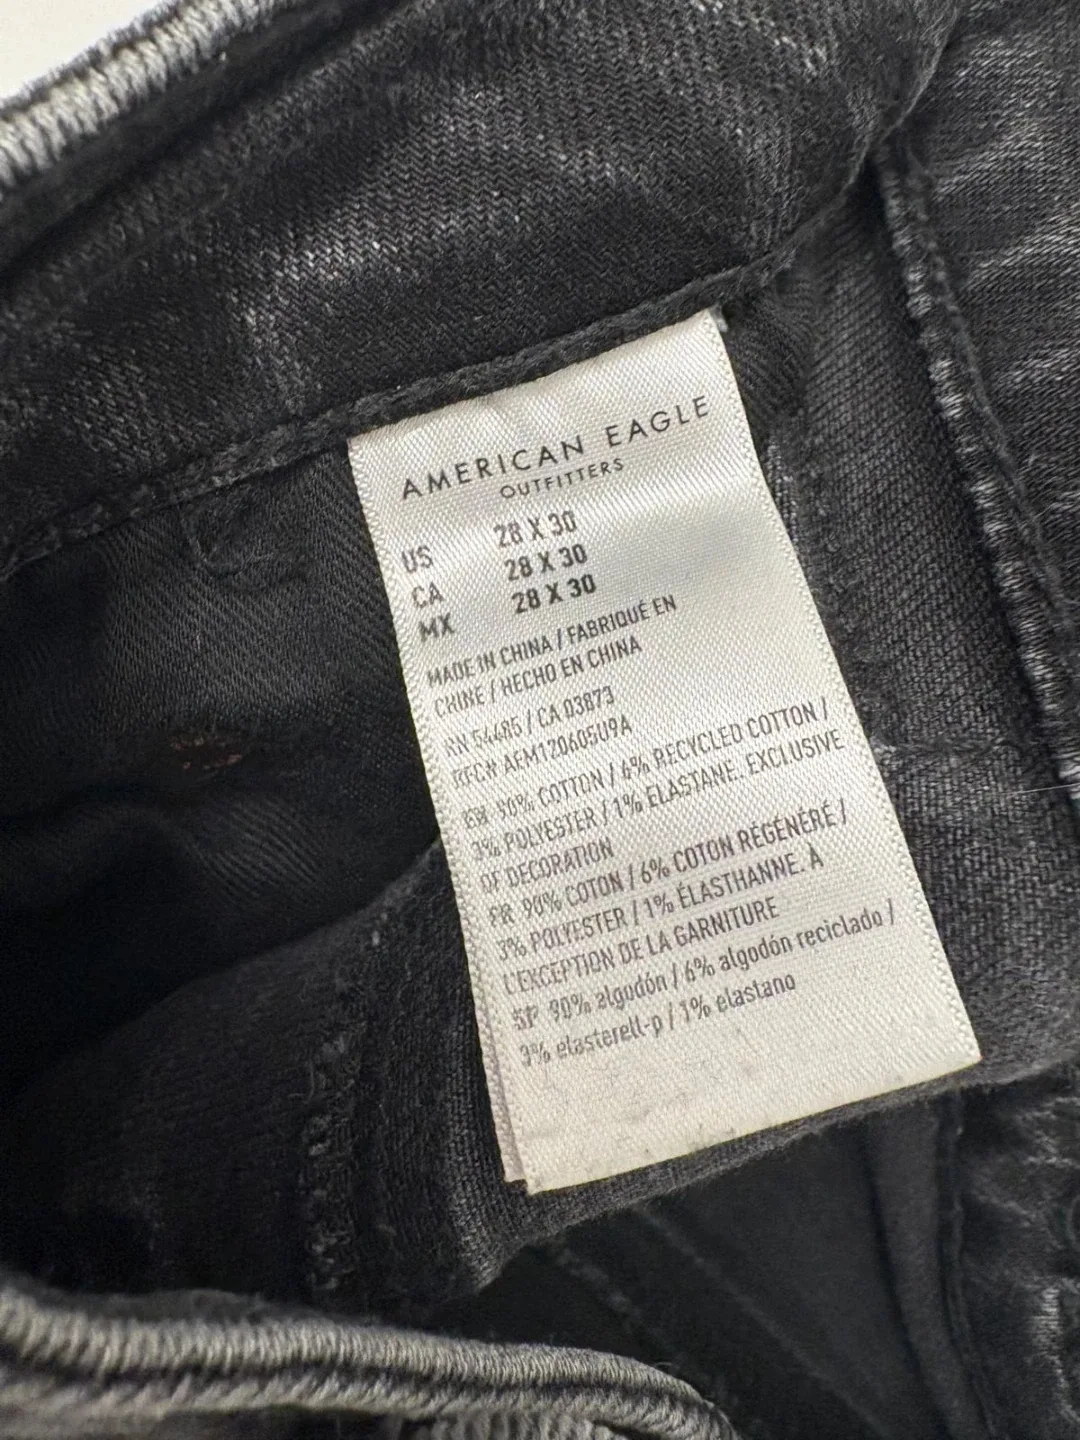 AMERICAN EAGLE
OUTFITTERS
US 28 X 30
CA 28 X 30
MX 28 X 30
MADE IN CHINA / FABRIQUÉ EN
CHINE / HECHO EN CHINA
RN 54485 / CA 03873
RFC# AEM120605U9A
EN 90% COTTON / 6% RECYCLED COTTON /
3% POLYESTER / 1% ELASTANE. EXCLUSIVE
OF DECORATION
FR 90% COTON / 6% COTON RÉGÉNÉRÉ /
3% POLYESTER / 1% ÉLASTHANNE. À
L'EXCEPTION DE LA GARNITURE
SP 90% algodón / 6% algodón reciclado /
3% elasterell-p / 1% elastano